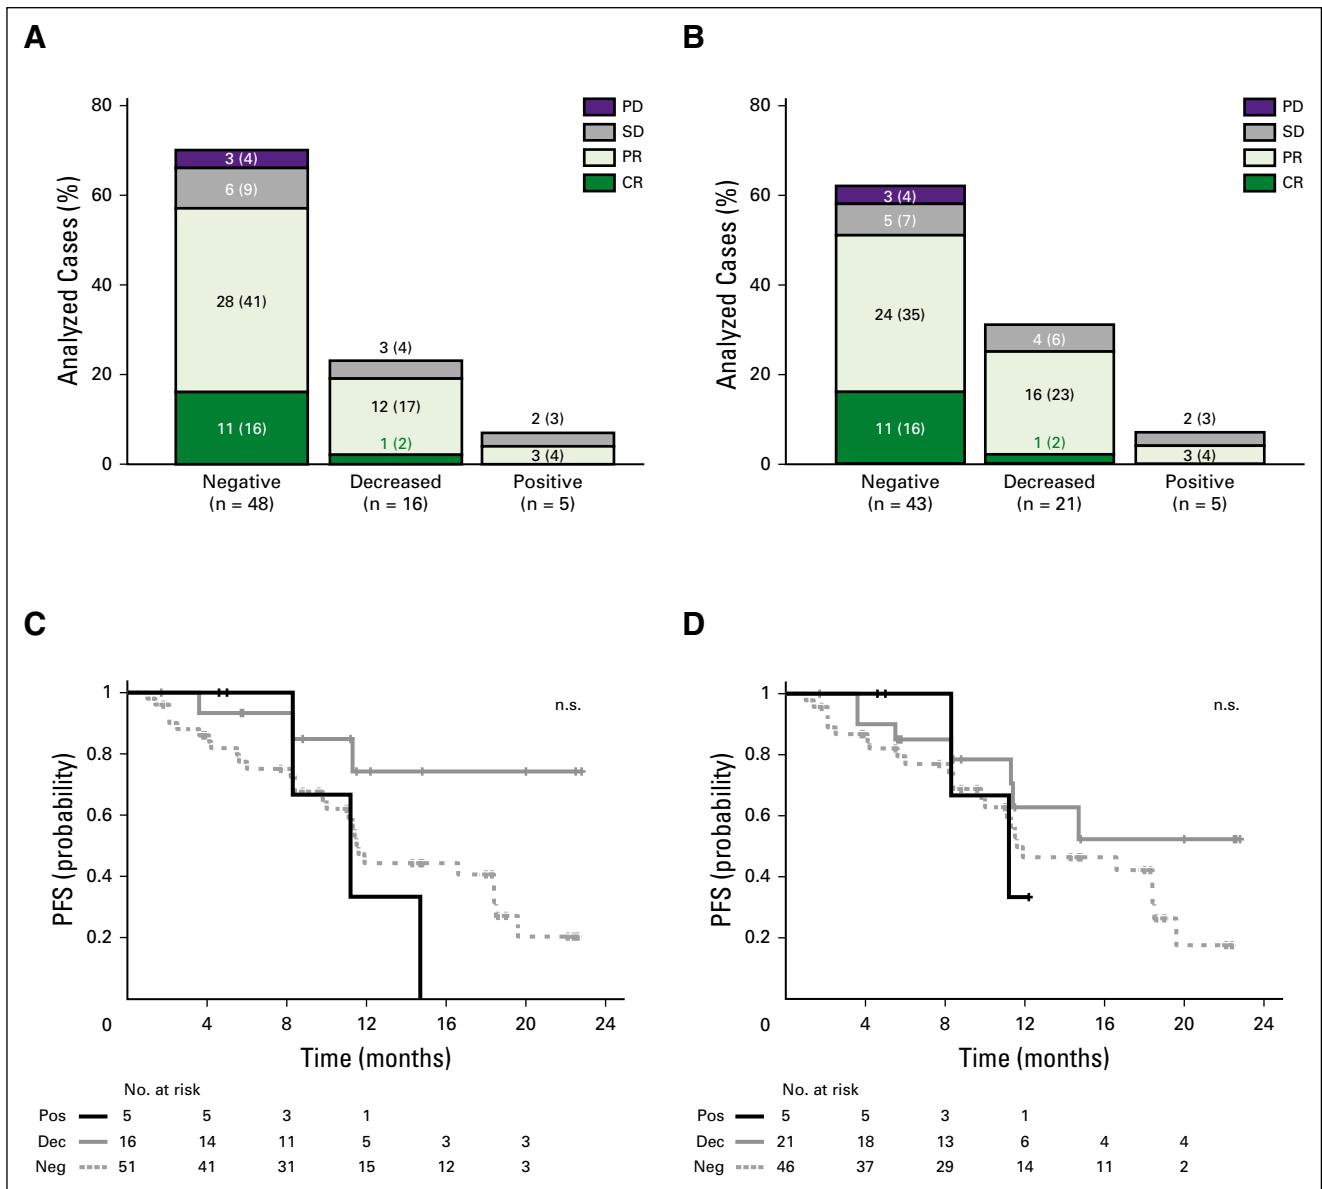 A
80
60
40
20
0
Analyzed Cases (%)
PD
SD
PR
CR
3 (4)
6 (9)
28 (41)
11 (16)
3 (4)
12 (17)
1 (2)
2 (3)
3 (4)
Negative
(n = 48)
Decreased
(n = 16)
Positive
(n = 5)
B
80
60
40
20
0
Analyzed Cases (%)
PD
SD
PR
CR
3 (4)
5 (7)
24 (35)
11 (16)
4 (6)
16 (23)
1 (2)
2 (3)
3 (4)
Negative
(n = 43)
Decreased
(n = 21)
Positive
(n = 5)
C
1
0.8
0.6
0.4
0.2
PFS (probability)
n.s.
0 4 8 12 16 20 24
Time (months)
No. at risk
Pos 5 5 3 1
Dec 16 14 11 5 3 3
Neg 51 41 31 15 12 3
D
1
0.8
0.6
0.4
0.2
PFS (probability)
n.s.
0 4 8 12 16 20 24
Time (months)
No. at risk
Pos 5 5 3 1
Dec 21 18 13 6 4 4
Neg 46 37 29 14 11 2